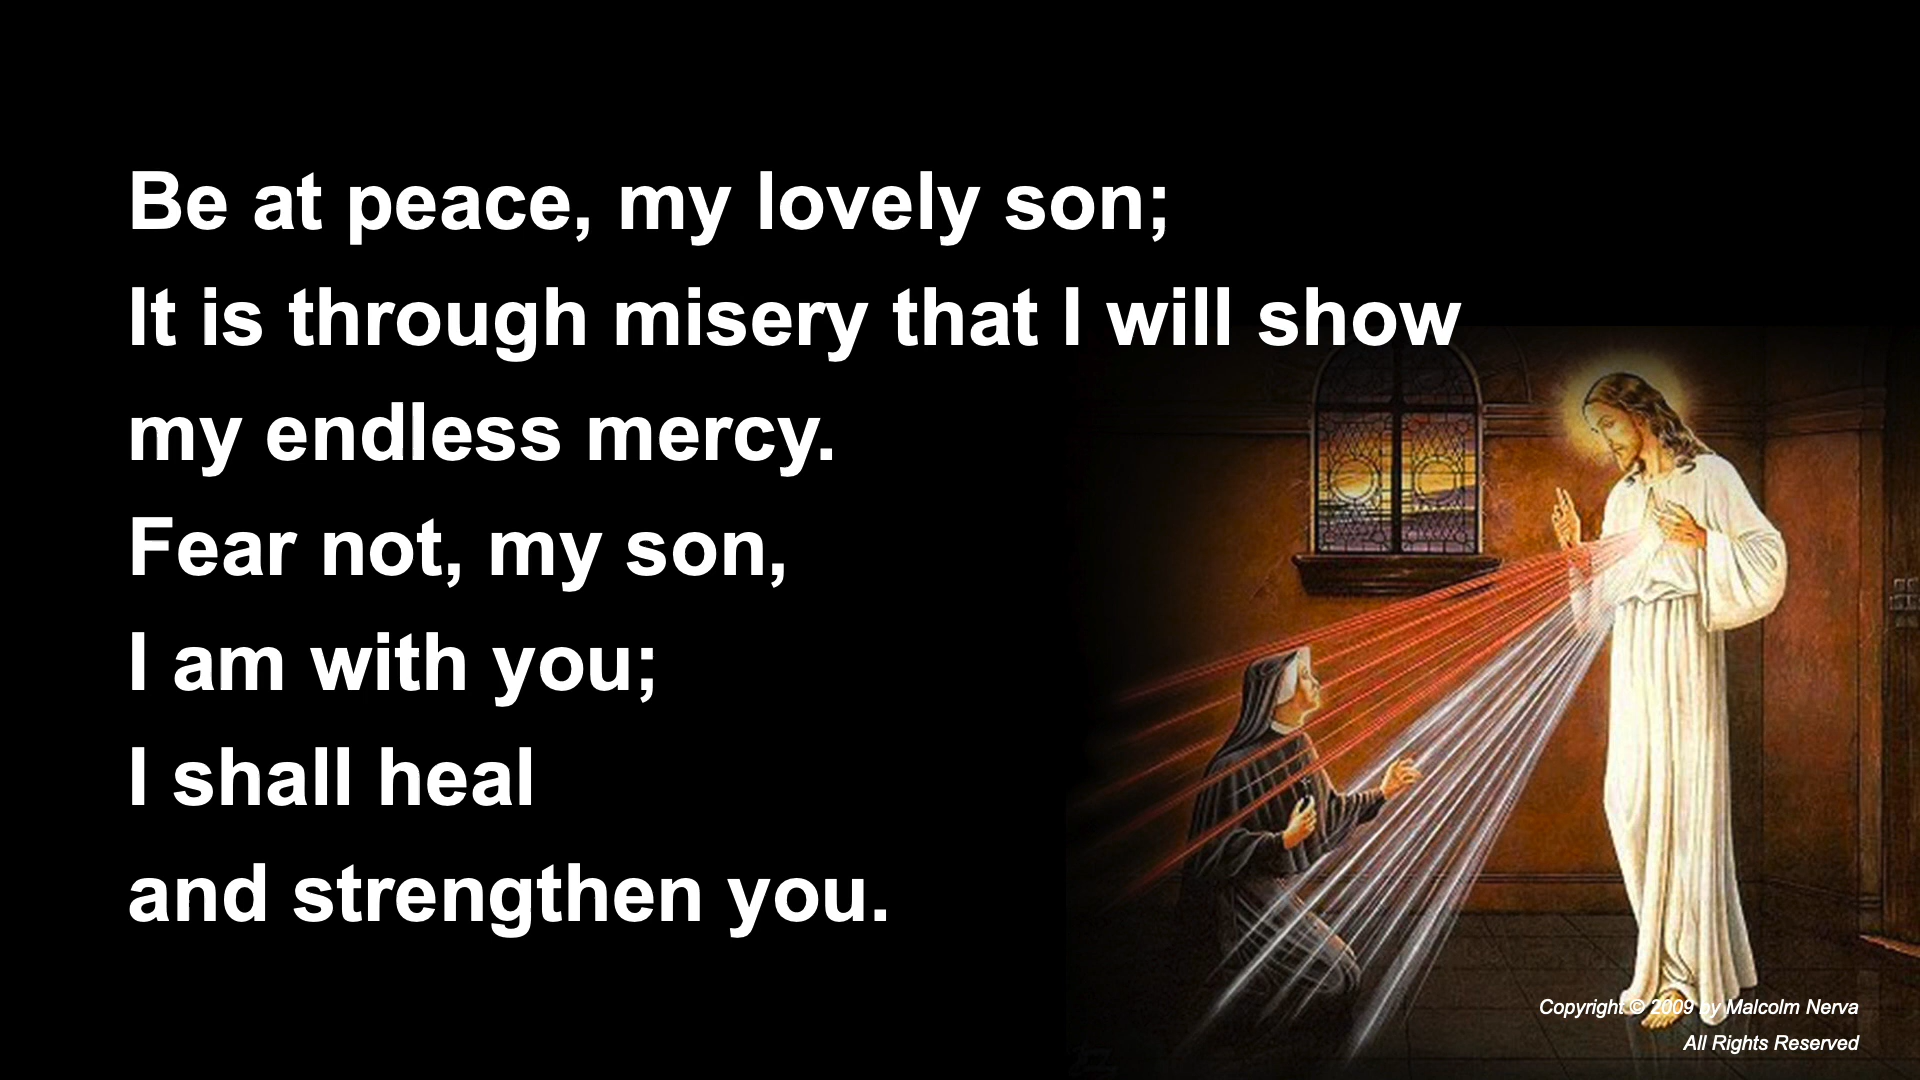 Be at peace, my lovely son;
It is through misery that I will show
my endless mercy.
Fear not, my son,
I am with you;
I shall heal
and strengthen you.
Copyright © 2009 by Malcolm Nerva
All Rights Reserved